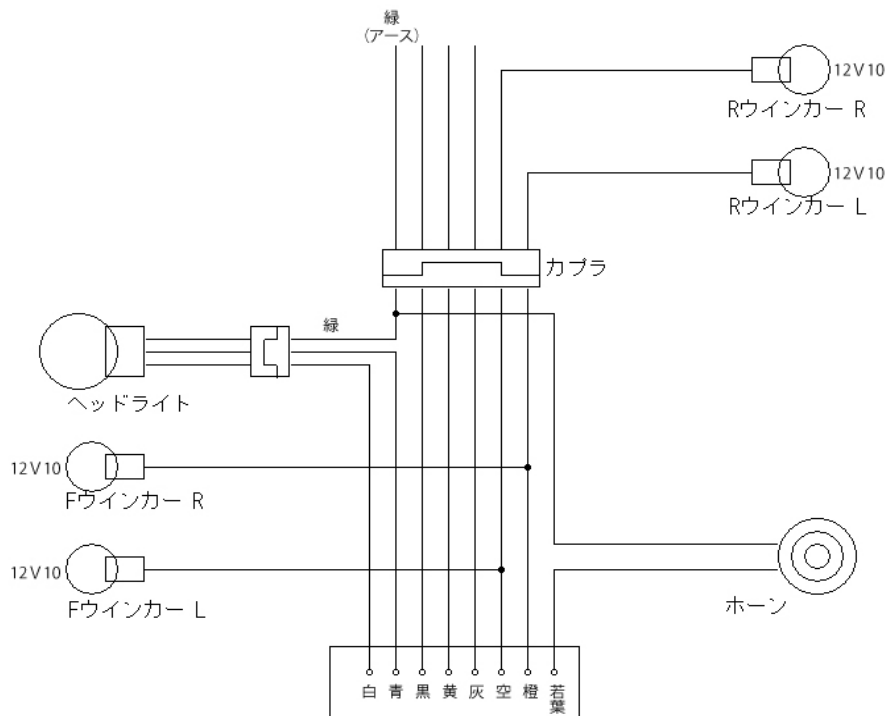 緑
(アース)
12V10
Rウインカー R
12V10
Rウインカー L
カプラ
緑
ヘッドライト
12V10
Fウインカー R
12V10
Fウインカー L
ホーン
白 青 黒 黄 灰 空 橙 若葉